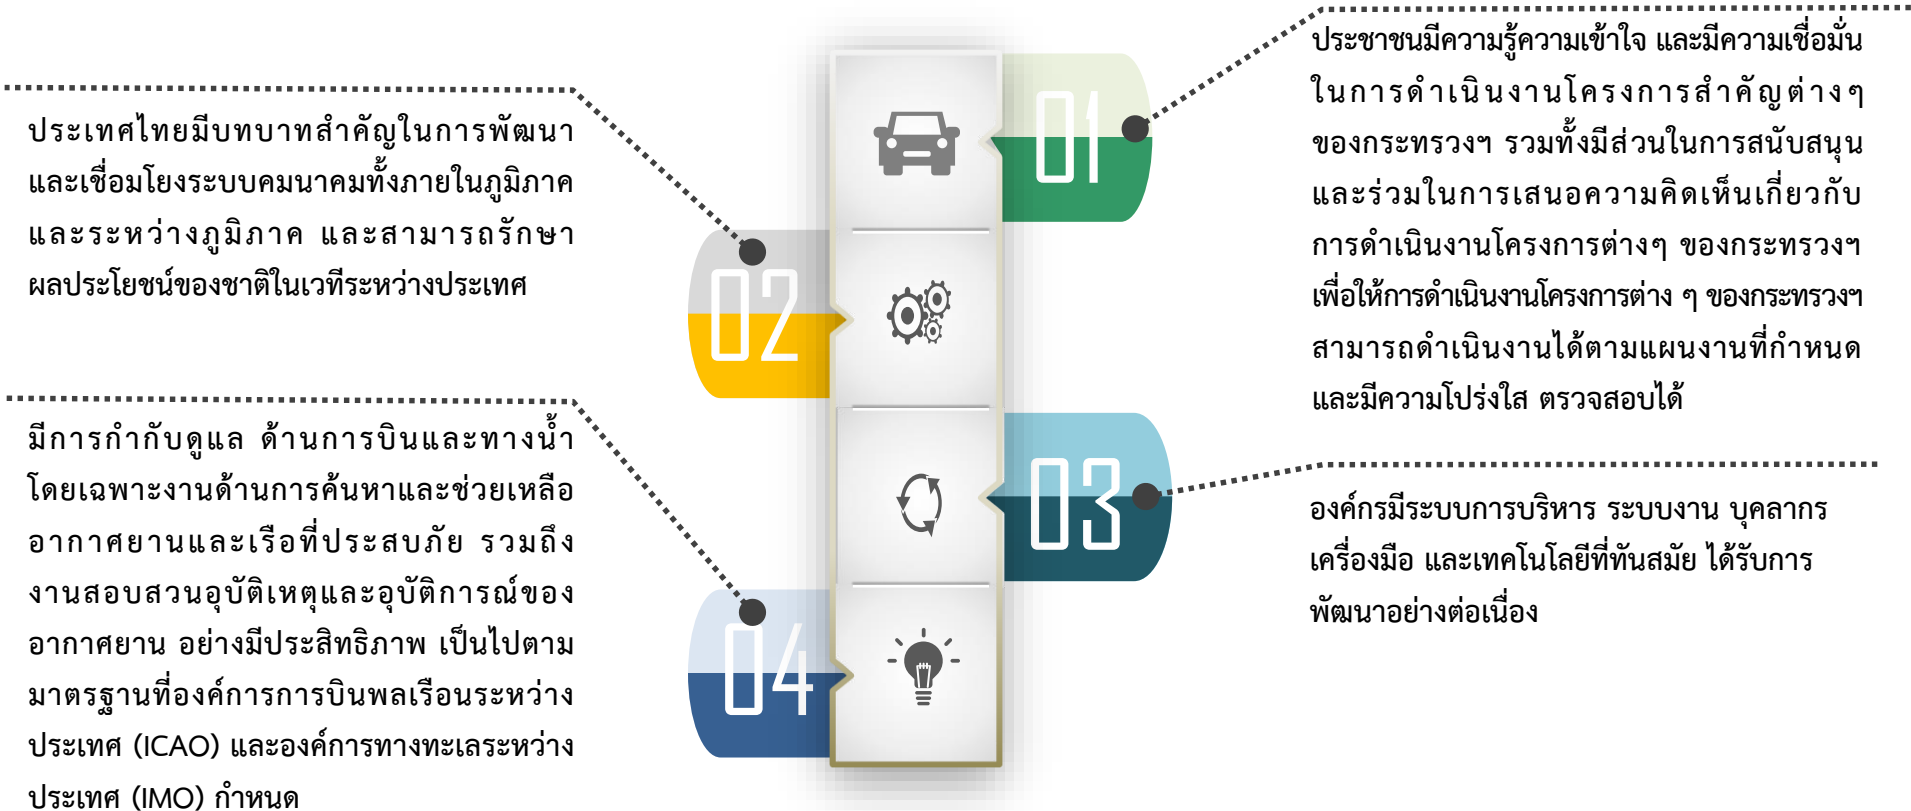 01
ประชาชนมีความรู้ความเข้าใจ และมีความเชื่อมั่น
ในการดำเนินงานโครงการสำคัญต่างๆ
ของกระทรวงฯ รวมทั้งมีส่วนในการสนับสนุน
และร่วมในการเสนอความคิดเห็นเกี่ยวกับ
การดำเนินงานโครงการต่างๆ ของกระทรวงฯ
เพื่อให้การดำเนินงานโครงการต่าง ๆ ของกระทรวงฯ
สามารถดำเนินงานได้ตามแผนงานที่กำหนด
และมีความโปร่งใส ตรวจสอบได้
02
ประเทศไทยมีบทบาทสำคัญในการพัฒนา
และเชื่อมโยงระบบคมนาคมทั้งภายในภูมิภาค
และระหว่างภูมิภาค และสามารถรักษา
ผลประโยชน์ของชาติในเวทีระหว่างประเทศ
03
องค์กรมีระบบการบริหาร ระบบงาน บุคลากร
เครื่องมือ และเทคโนโลยีที่ทันสมัย ได้รับการ
พัฒนาอย่างต่อเนื่อง
04
มีการกำกับดูแล ด้านการบินและทางน้ำ
โดยเฉพาะงานด้านการค้นหาและช่วยเหลือ
อากาศยานและเรือที่ประสบภัย รวมถึง
งานสอบสวนอุบัติเหตุและอุบัติการณ์ของ
อากาศยาน อย่างมีประสิทธิภาพ เป็นไปตาม
มาตรฐานที่องค์การการบินพลเรือนระหว่าง
ประเทศ (ICAO) และองค์การทางทะเลระหว่าง
ประเทศ (IMO) กำหนด